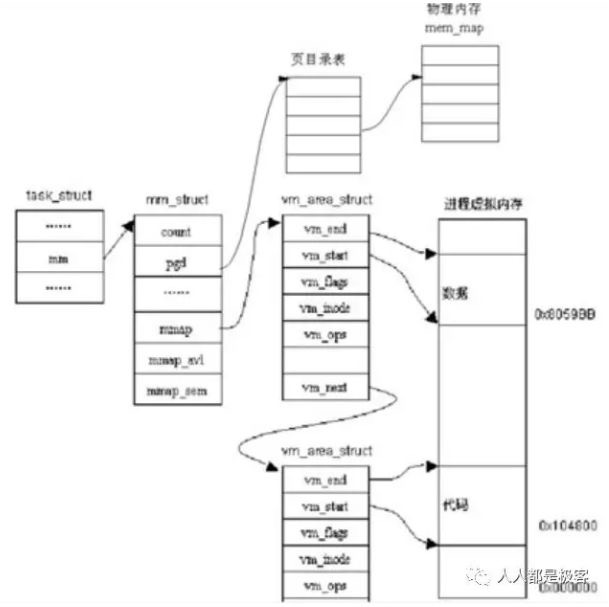 物理内存
mem_map
页目录表
task_struct
······
mm
······
mm_struct
count
pgd
······
mmap
mmap_avl
mmap_sem
vm_area_struct
vm_end
vm_start
vm_flags
vm_inode
vm_ops
vm_next
进程虚拟内存
数据
0x8059BB
vm_area_struct
vm_end
vm_start
vm_flags
vm_inode
vm_ops
代码
0x104800
0x000000
人人都是极客